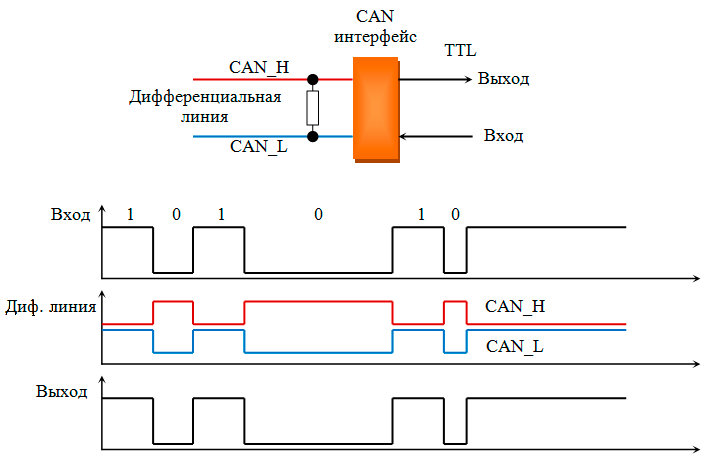 CAN
интерфейс
TTL
CAN_H
Выход
Дифференциальная
линия
Вход
CAN_L
Вход 1 0 1 0 1 0
Диф. линия
CAN_H
CAN_L
Выход